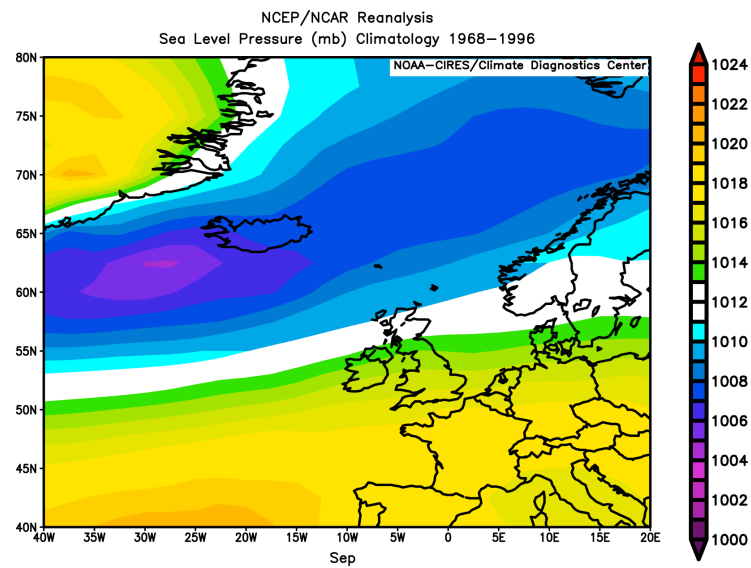 NCEP/NCAR Reanalysis
Sea Level Pressure (mb) Climatology 1968–1996
NOAA–CIRES/Climate Diagnostics Center
80N
75N
70N
65N
60N
55N
50N
45N
40N
40W 35W 30W 25W 20W 15W 10W 5W 0 5E 10E 15E 20E
Sep
1024
1022
1020
1018
1016
1014
1012
1010
1008
1006
1004
1002
1000